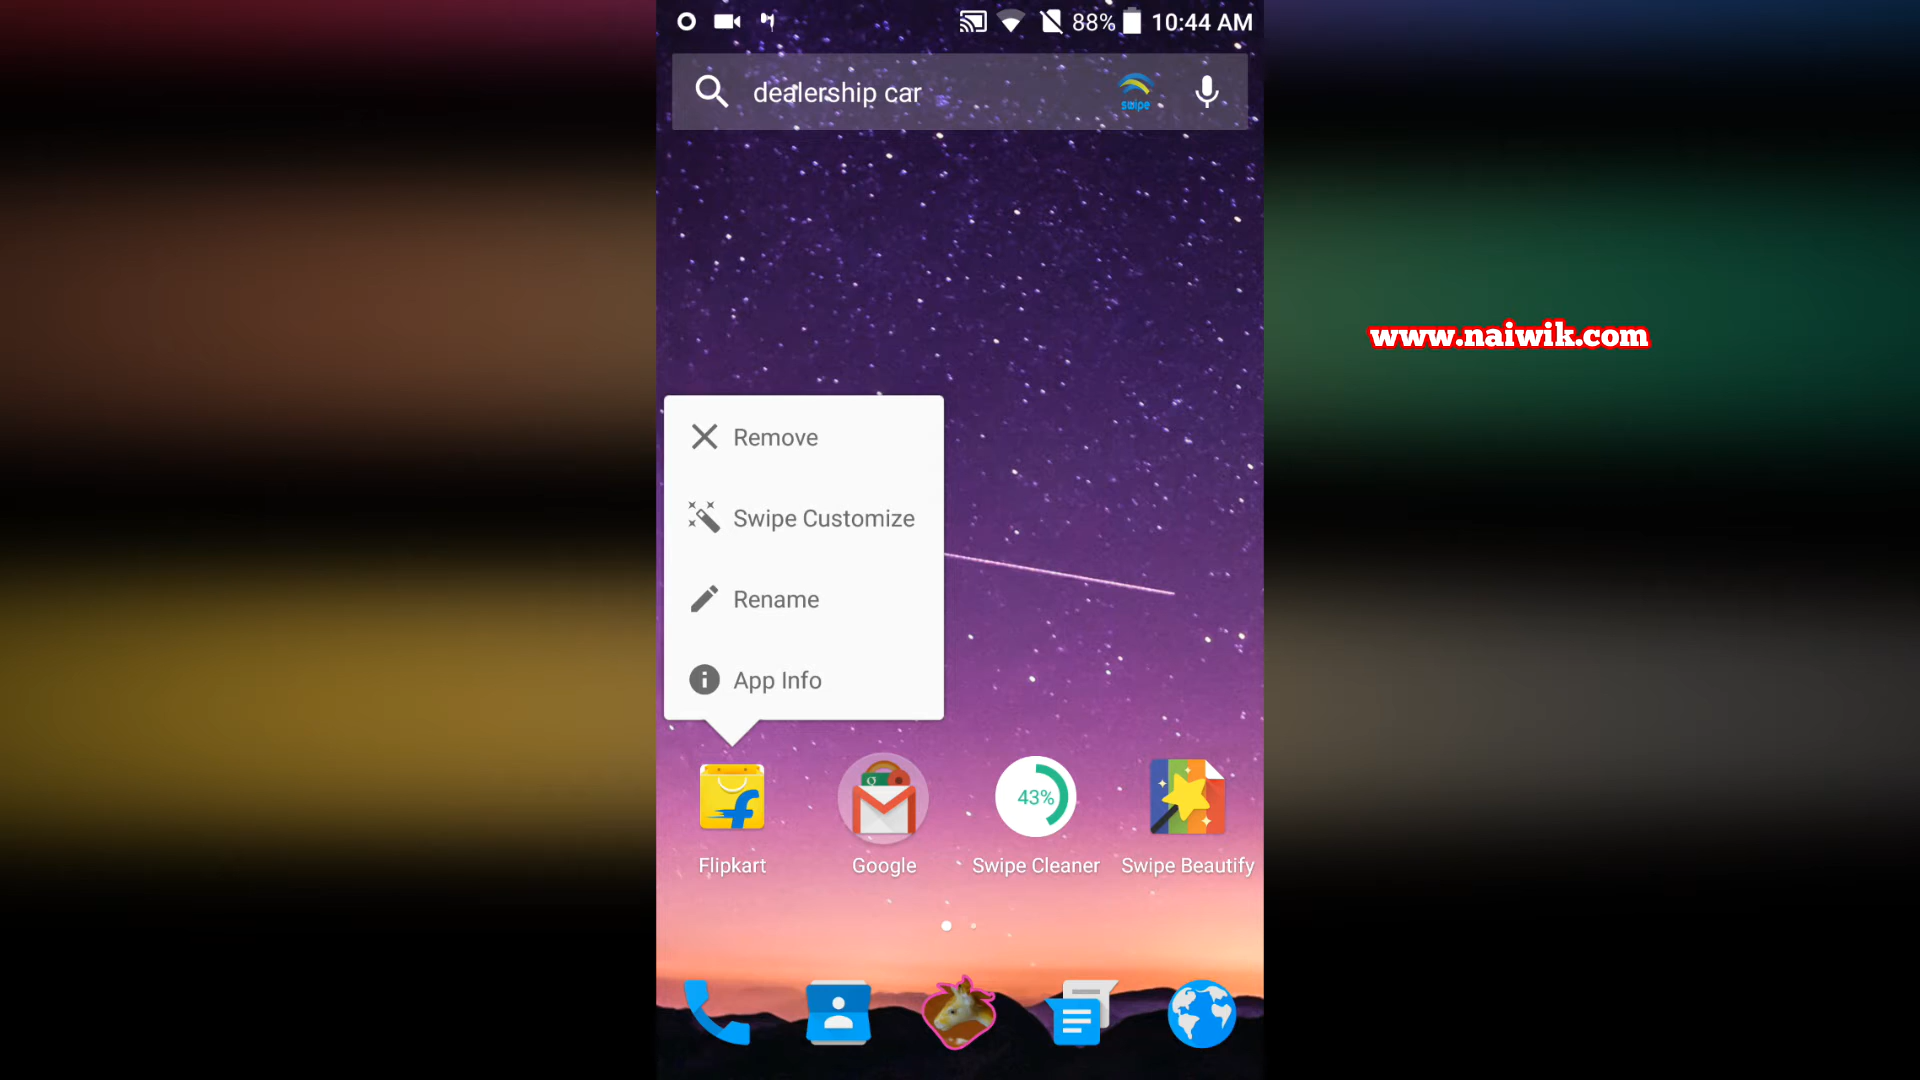 88% 10:44 AM
dealership car
swipe
www.naiwik.com
Remove
Swipe Customize
Rename
App Info
43%
Flipkart
Google
Swipe Cleaner
Swipe Beautify